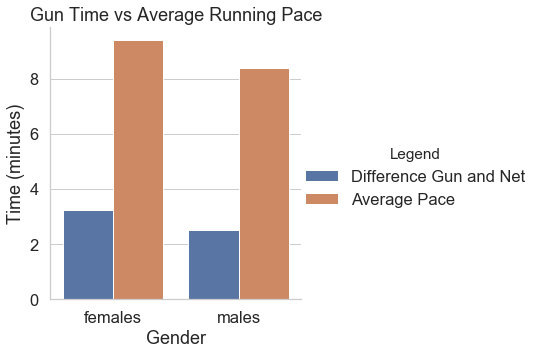 Gun Time vs Average Running Pace
Time (minutes)
8
6
4
2
0
females
males
Gender
Legend
Difference Gun and Net
Average Pace